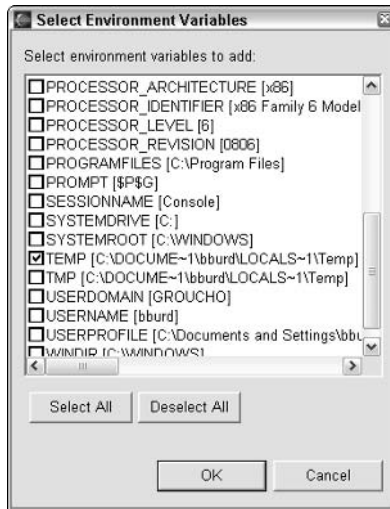 Select Environment Variables
Select environment variables to add:
PROCESSOR_ARCHITECTURE [x86]
PROCESSOR_IDENTIFIER [x86 Family 6 Model
PROCESSOR_LEVEL [6]
PROCESSOR_REVISION [0806]
PROGRAMFILES [C:\Program Files]
PROMPT [$P$G]
SESSIONNAME [Console]
SYSTEMDRIVE [C:]
SYSTEMROOT [C:\WINDOWS]
TEMP [C:\DOCUME~1\bburd\LOCALS~1\Temp]
TMP [C:\DOCUME~1\bburd\LOCALS~1\Temp]
USERDOMAIN [GROUCHO]
USERNAME [bburd]
USERPROFILE [C:\Documents and Settings\bbu
WINDIR [C:\WINDOWS]
Select All Deselect All
OK Cancel